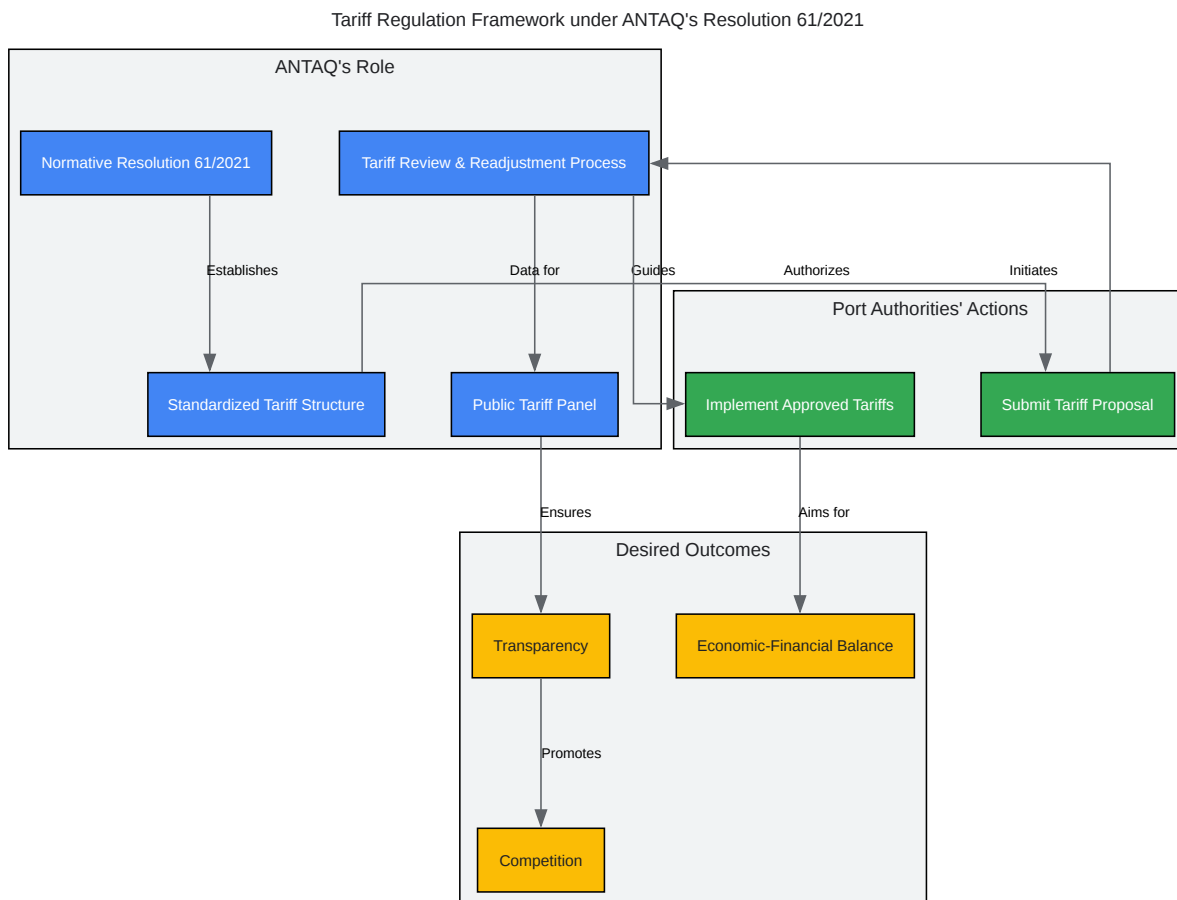 Tariff Regulation Framework under ANTAQ's Resolution 61/2021
ANTAQ's Role
Normative Resolution 61/2021
Tariff Review & Readjustment Process
Establishes
Data for
Guides
Authorizes
Initiates
Port Authorities' Actions
Standardized Tariff Structure
Public Tariff Panel
Implement Approved Tariffs
Submit Tariff Proposal
Ensures
Aims for
Desired Outcomes
Transparency
Economic-Financial Balance
Promotes
Competition